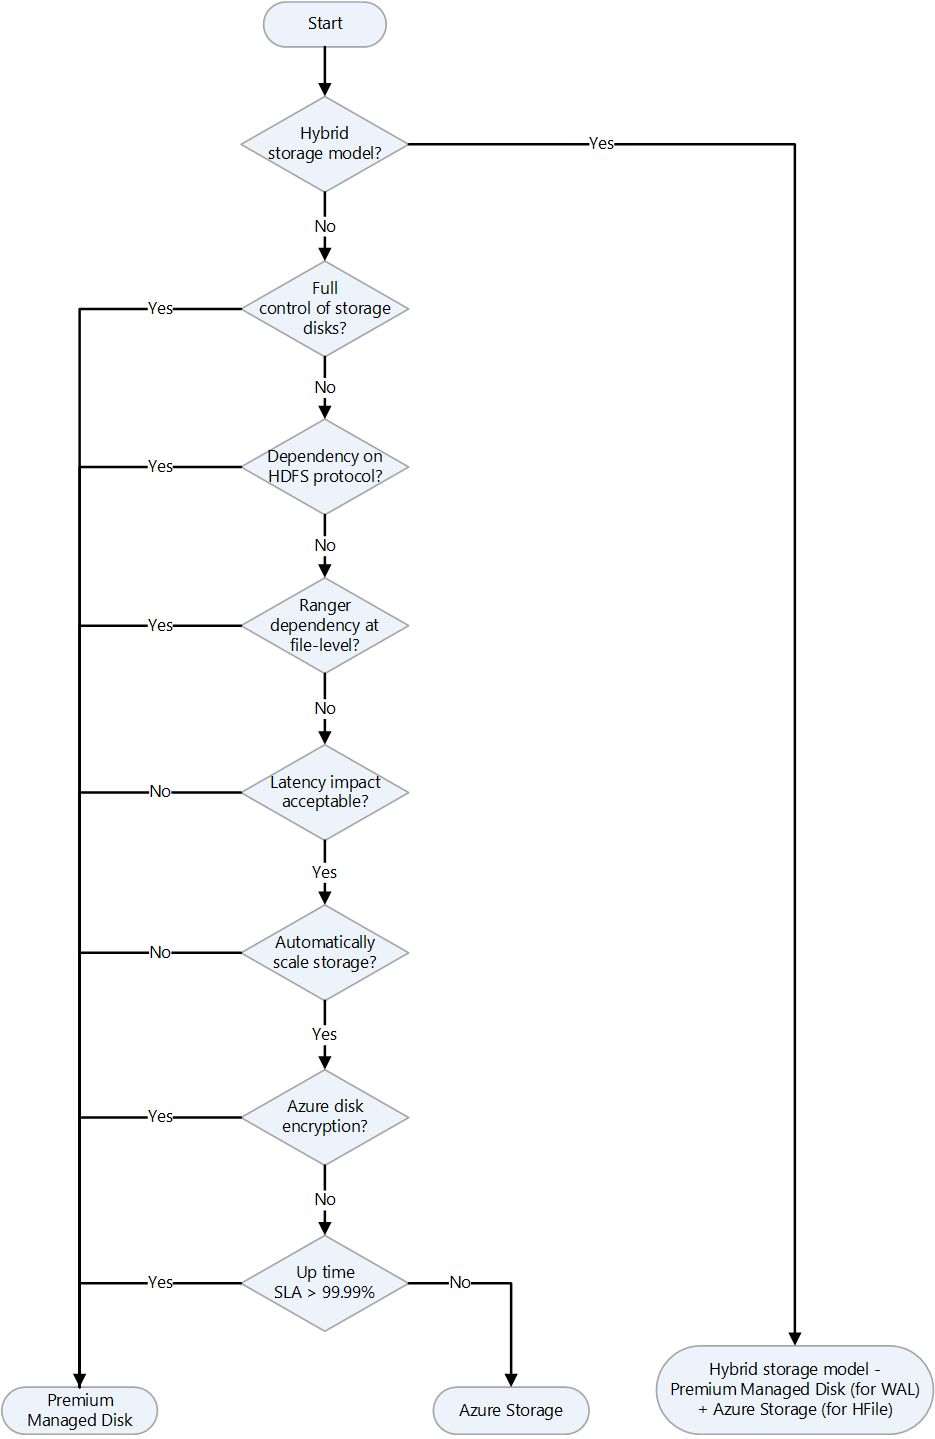 Start
Hybrid
storage model?
Yes
No
Full
control of storage
disks?
Yes
No
Dependency on
HDFS protocol?
Yes
No
Ranger
dependency at
file-level?
Yes
No
Latency impact
acceptable?
No
Yes
Automatically
scale storage?
No
Yes
Azure disk
encryption?
Yes
No
Up time
SLA > 99.99%
Yes
No
Premium
Managed Disk
Azure Storage
Hybrid storage model -
Premium Managed Disk (for WAL)
+ Azure Storage (for HFile)